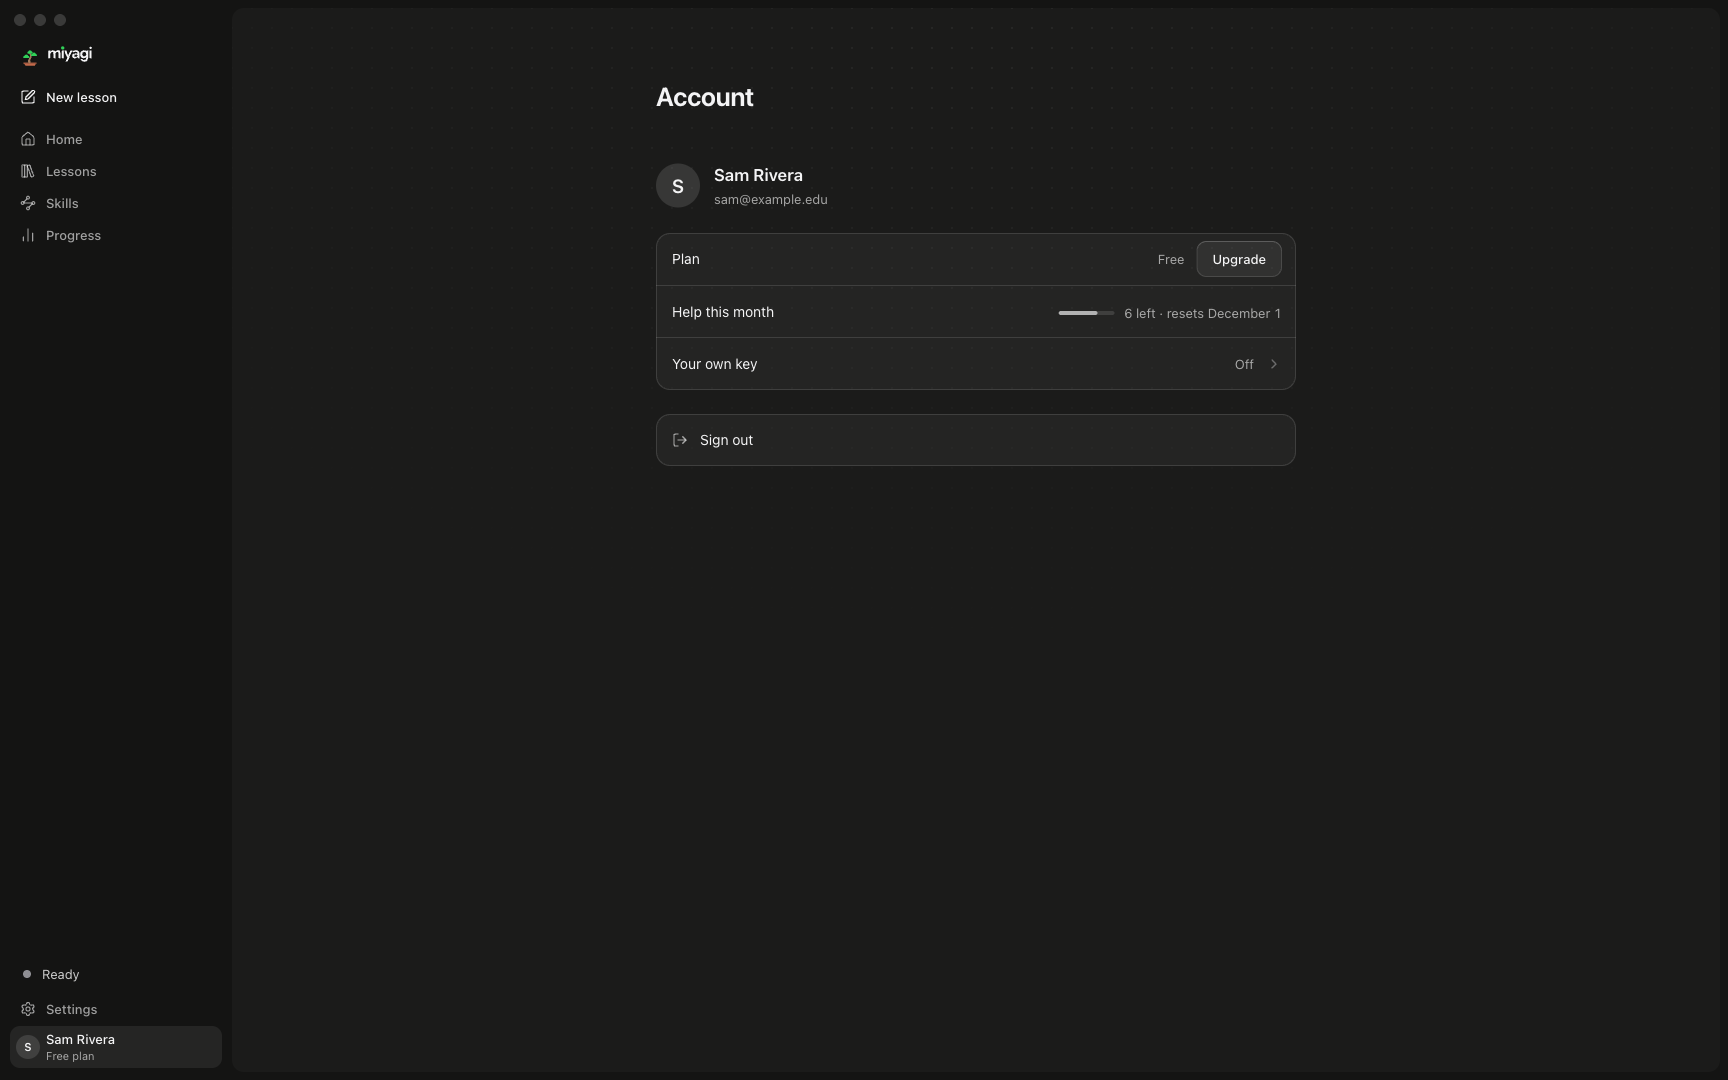 miyagi
New lesson
Home
Lessons
Skills
Progress
Account
S
Sam Rivera
sam@example.edu
Plan
Free
Upgrade
Help this month
6 left · resets December 1
Your own key
Off
Sign out
Ready
Settings
S
Sam Rivera
Free plan